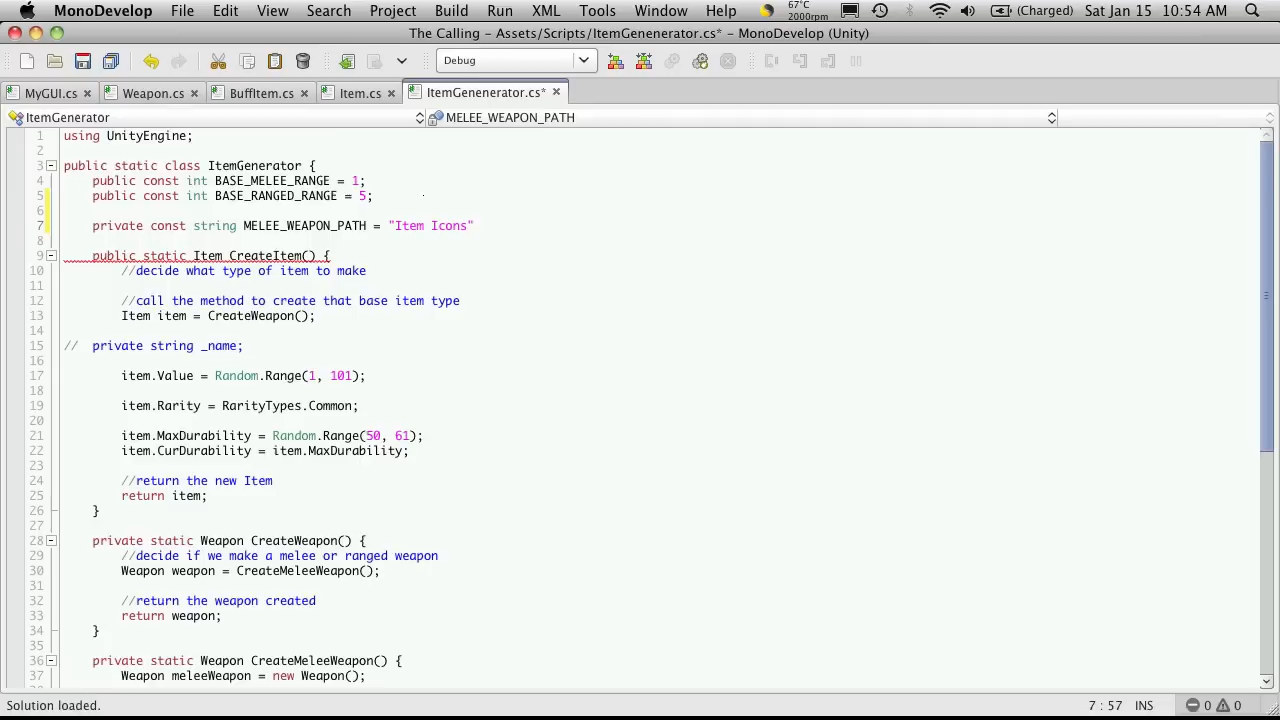 MonoDevelop File Edit View Search Project Build Run XML Tools Window Help 67°C 2000rpm (Charged) Sat Jan 15 10:54 AM
The Calling - Assets/Scripts/ItemGenenerator.cs* - MonoDevelop (Unity)
Debug
MyGUI.cs Weapon.cs BuffItem.cs Item.cs ItemGenenerator.cs*
ItemGenerator MELEE_WEAPON_PATH
1 using UnityEngine;
2
3 public static class ItemGenerator {
4 public const int BASE_MELEE_RANGE = 1;
5 public const int BASE_RANGED_RANGE = 5;
6
7 private const string MELEE_WEAPON_PATH = "Item Icons"
8
9 public static Item CreateItem() {
10 //decide what type of item to make
11
12 //call the method to create that base item type
13 Item item = CreateWeapon();
14
15 // private string _name;
16
17 item.Value = Random.Range(1, 101);
18
19 item.Rarity = RarityTypes.Common;
20
21 item.MaxDurability = Random.Range(50, 61);
22 item.CurDurability = item.MaxDurability;
23
24 //return the new Item
25 return item;
26 }
27
28 private static Weapon CreateWeapon() {
29 //decide if we make a melee or ranged weapon
30 Weapon weapon = CreateMeleeWeapon();
31
32 //return the weapon created
33 return weapon;
34 }
35
36 private static Weapon CreateMeleeWeapon() {
37 Weapon meleeWeapon = new Weapon();
Solution loaded. 7 : 57 INS 0 0